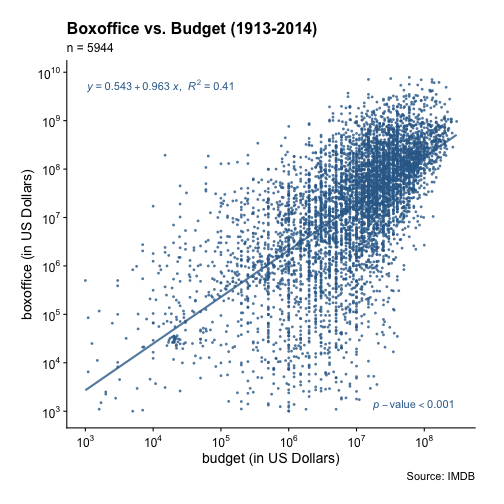 Boxoffice vs. Budget (1913-2014)
n = 5944
y = 0.543 + 0.963 x, R² = 0.41
10¹⁰
10⁹
10⁸
10⁷
10⁶
10⁵
10⁴
10³
boxoffice (in US Dollars)
p − value < 0.001
10³ 10⁴ 10⁵ 10⁶ 10⁷ 10⁸
budget (in US Dollars)
Source: IMDB